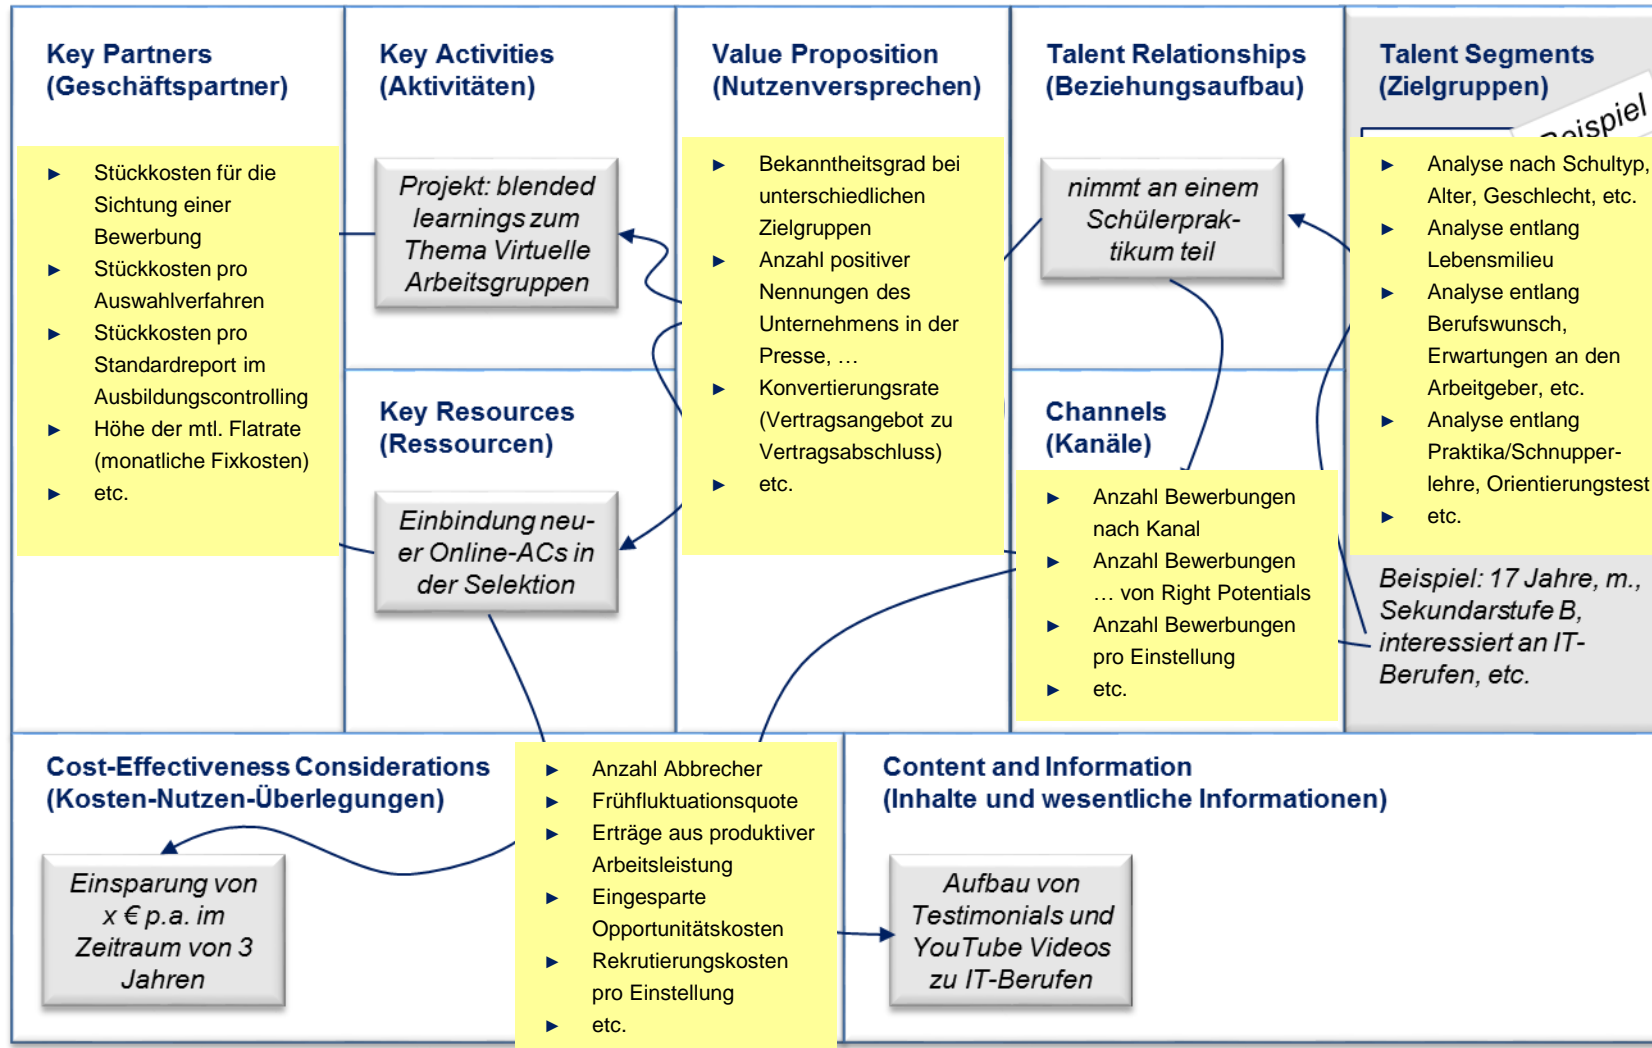 Key Partners
(Geschäftspartner)
► Stückkosten für die
Sichtung einer
Bewerbung
► Stückkosten pro
Auswahlverfahren
► Stückkosten pro
Standardreport im
Ausbildungscontrolling
► Höhe der mtl. Flatrate
(monatliche Fixkosten)
► etc.
Key Activities
(Aktivitäten)
Projekt: blended
learnings zum
Thema Virtuelle
Arbeitsgruppen
Key Resources
(Ressourcen)
Einbindung neu-
er Online-ACs in
der Selektion
Value Proposition
(Nutzenversprechen)
► Bekanntheitsgrad bei
unterschiedlichen
Zielgruppen
► Anzahl positiver
Nennungen des
Unternehmens in der
Presse, …
► Konvertierungsrate
(Vertragsangebot zu
Vertragsabschluss)
► etc.
Talent Relationships
(Beziehungsaufbau)
nimmt an einem
Schülerprak-
tikum teil
Channels
(Kanäle)
► Anzahl Bewerbungen
nach Kanal
► Anzahl Bewerbungen
… von Right Potentials
► Anzahl Bewerbungen
pro Einstellung
► etc.
Talent Segments
(Zielgruppen)
Beispiel
► Analyse nach Schultyp,
Alter, Geschlecht, etc.
► Analyse entlang
Lebensmilieu
► Analyse entlang
Berufswunsch,
Erwartungen an den
Arbeitgeber, etc.
► Analyse entlang
Praktika/Schnupper-
lehre, Orientierungstest
► etc.
Beispiel: 17 Jahre, m.,
Sekundarstufe B,
interessiert an IT-
Berufen, etc.
Cost-Effectiveness Considerations
(Kosten-Nutzen-Überlegungen)
Einsparung von
x € p.a. im
Zeitraum von 3
Jahren
► Anzahl Abbrecher
► Frühfluktuationsquote
► Erträge aus produktiver
Arbeitsleistung
► Eingesparte
Opportunitätskosten
► Rekrutierungskosten
pro Einstellung
► etc.
Content and Information
(Inhalte und wesentliche Informationen)
Aufbau von
Testimonials und
YouTube Videos
zu IT-Berufen